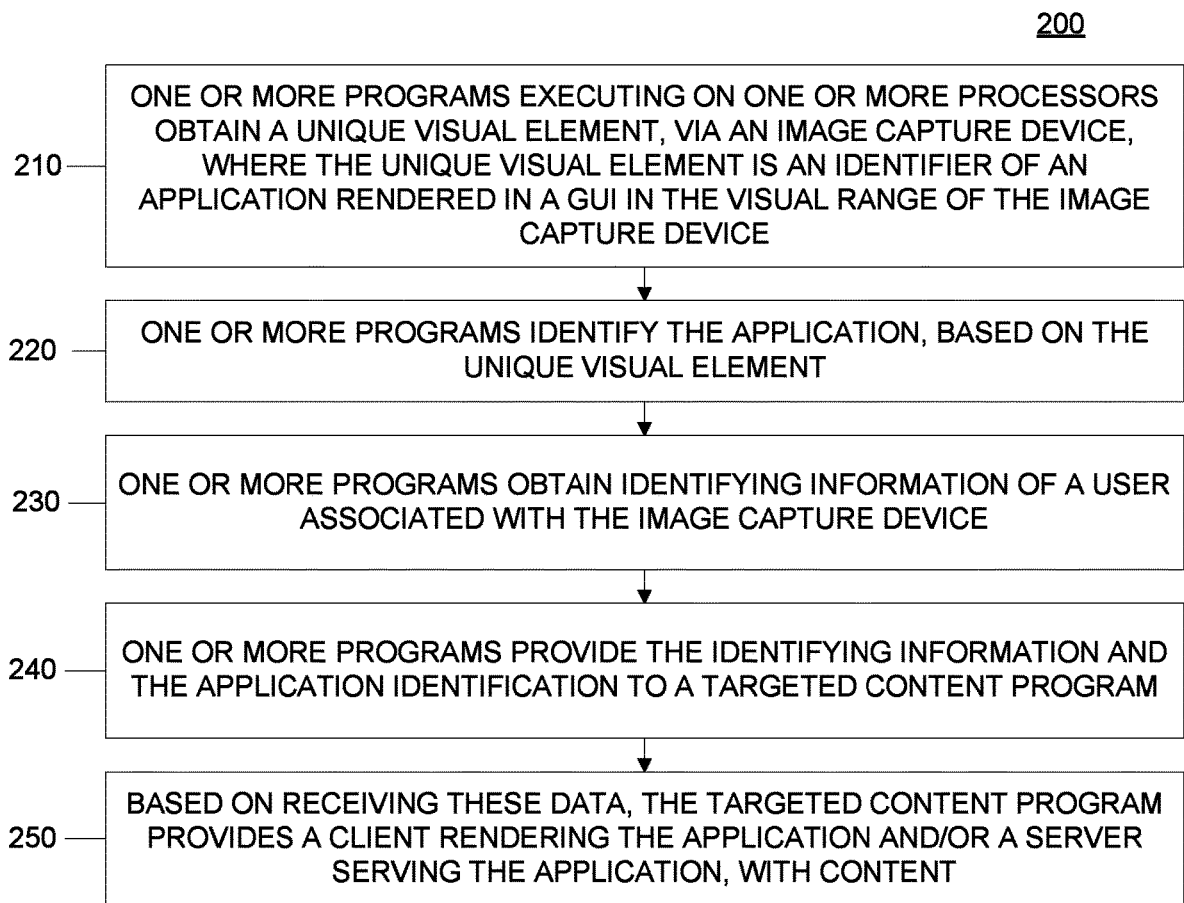 200
210
ONE OR MORE PROGRAMS EXECUTING ON ONE OR MORE PROCESSORS
OBTAIN A UNIQUE VISUAL ELEMENT, VIA AN IMAGE CAPTURE DEVICE,
WHERE THE UNIQUE VISUAL ELEMENT IS AN IDENTIFIER OF AN
APPLICATION RENDERED IN A GUI IN THE VISUAL RANGE OF THE IMAGE
CAPTURE DEVICE
220
ONE OR MORE PROGRAMS IDENTIFY THE APPLICATION, BASED ON THE
UNIQUE VISUAL ELEMENT
230
ONE OR MORE PROGRAMS OBTAIN IDENTIFYING INFORMATION OF A USER
ASSOCIATED WITH THE IMAGE CAPTURE DEVICE
240
ONE OR MORE PROGRAMS PROVIDE THE IDENTIFYING INFORMATION AND
THE APPLICATION IDENTIFICATION TO A TARGETED CONTENT PROGRAM
250
BASED ON RECEIVING THESE DATA, THE TARGETED CONTENT PROGRAM
PROVIDES A CLIENT RENDERING THE APPLICATION AND/OR A SERVER
SERVING THE APPLICATION, WITH CONTENT